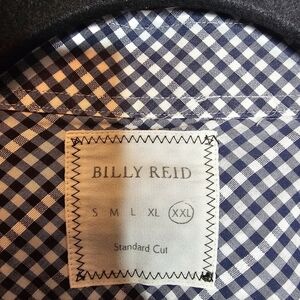 BILLY REID
S M L XL XXL
Standard Cut